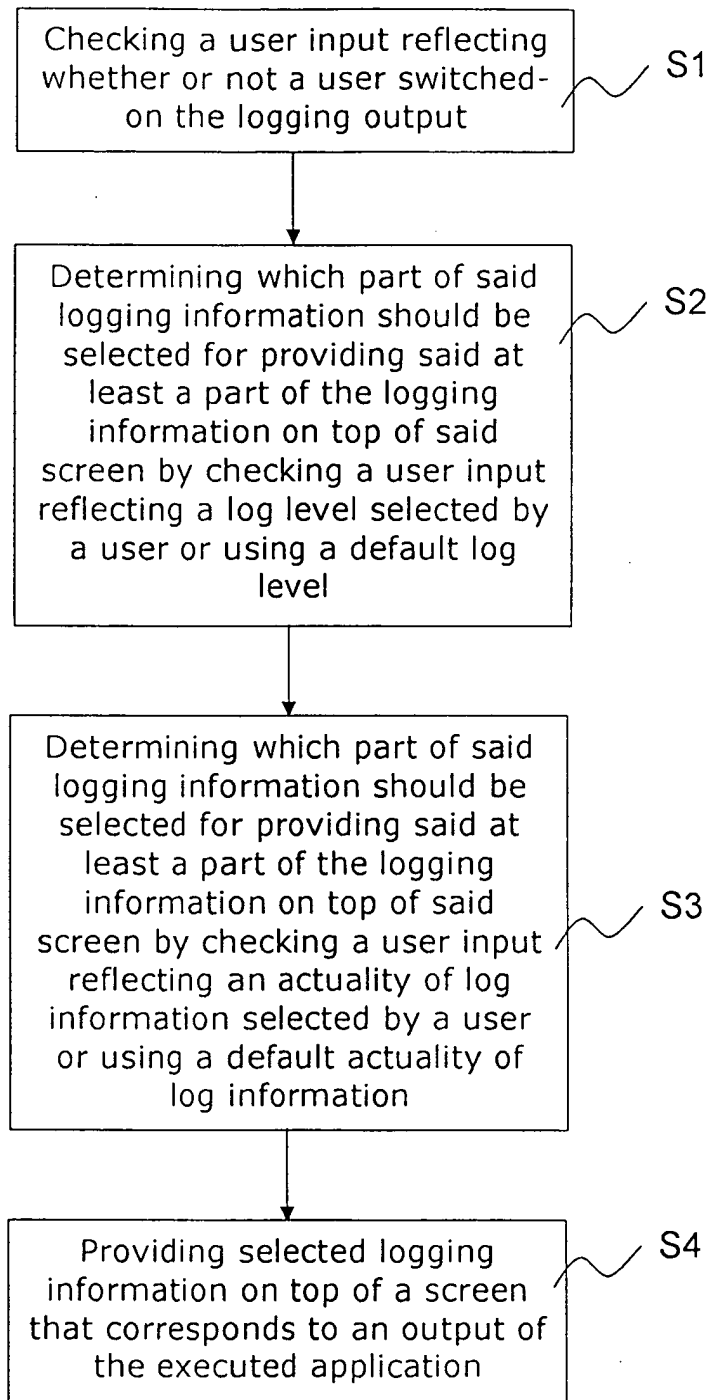 Checking a user input reflecting
whether or not a user switched-
on the logging output
S1
Determining which part of said
logging information should be
selected for providing said at
least a part of the logging
information on top of said
screen by checking a user input
reflecting a log level selected by
a user or using a default log
level
S2
Determining which part of said
logging information should be
selected for providing said at
least a part of the logging
information on top of said
screen by checking a user input
reflecting an actuality of log
information selected by a user
or using a default actuality of
log information
S3
Providing selected logging
information on top of a screen
that corresponds to an output of
the executed application
S4